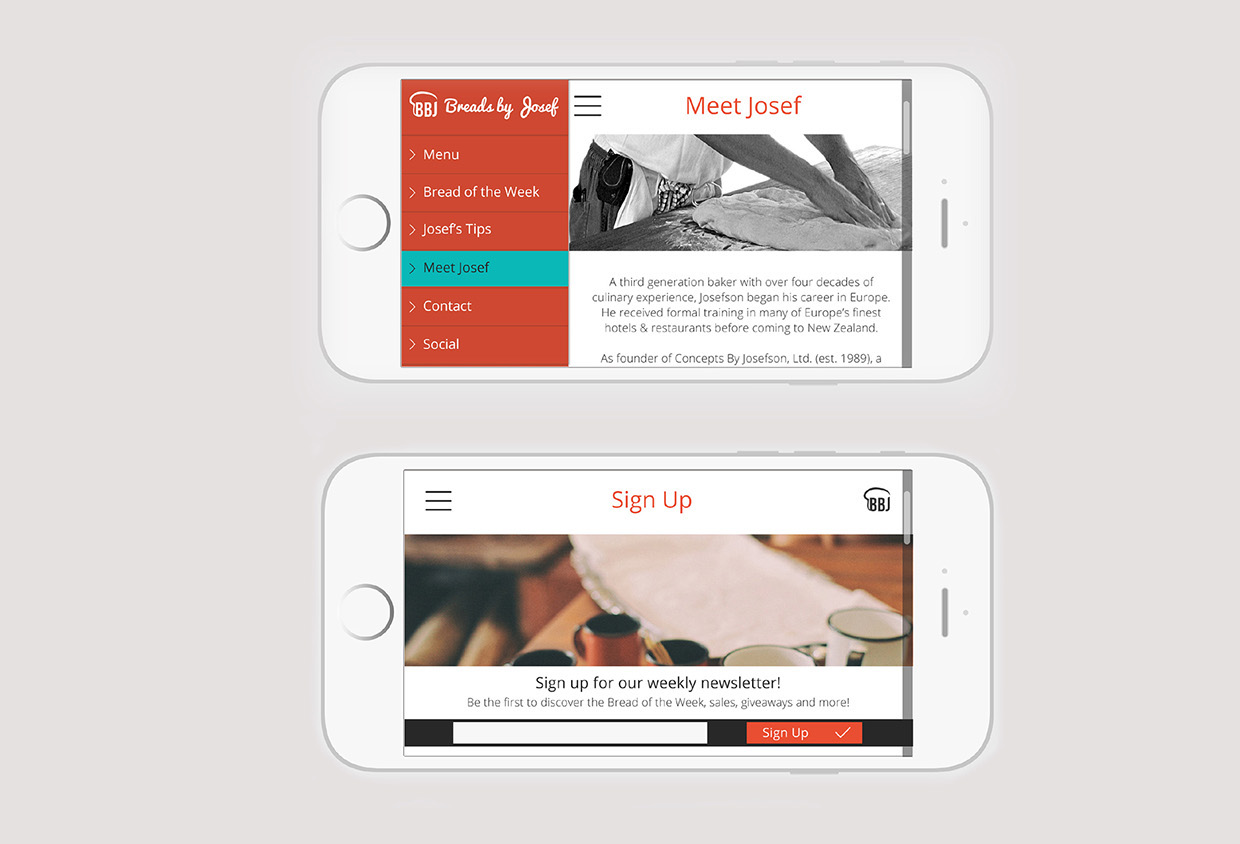 BBJ Breads by Josef
Menu
Bread of the Week
Josef's Tips
Meet Josef
Contact
Social
Meet Josef
A third generation baker with over four decades of
culinary experience, Josefson began his career in Europe.
He received formal training in many of Europe's finest
hotels & restaurants before coming to New Zealand.
As founder of Concepts By Josefson, Ltd. (est. 1989), a
Sign Up
BBJ
Sign up for our weekly newsletter!
Be the first to discover the Bread of the Week, sales, giveaways and more!
Sign Up